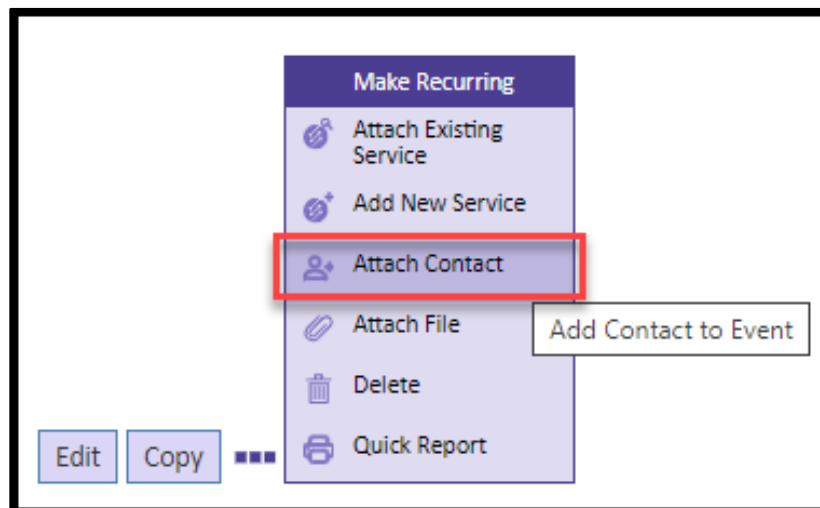 Make Recurring
Attach Existing
Service
Add New Service
Attach Contact
Attach File
Add Contact to Event
Delete
Quick Report
Edit
Copy